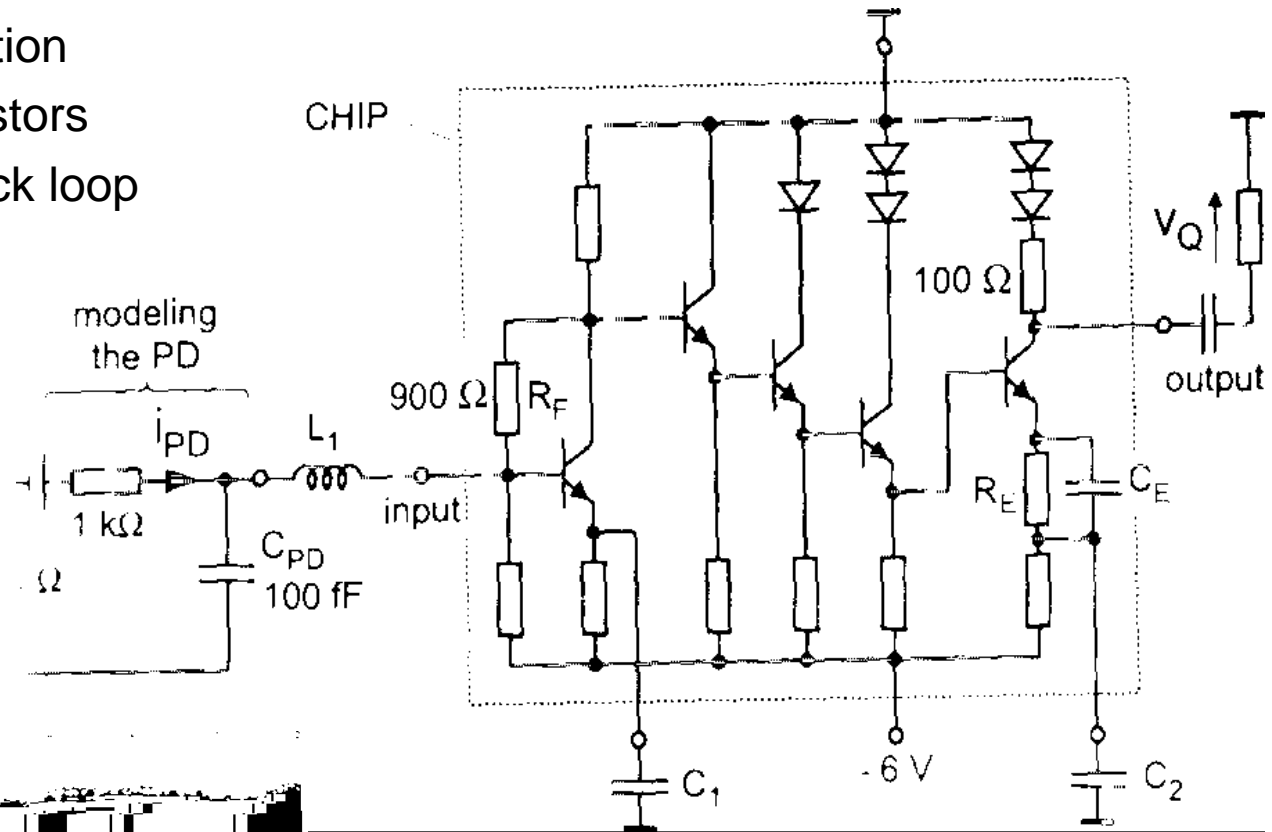 tion
stors
ck loop
CHIP
modeling
the PD
i_PD
1 kΩ
Ω
C_PD
100 fF
L_1
input
900 Ω
R_F
100 Ω
R_E
C_E
V_Q
output
C_1
-6 V
C_2